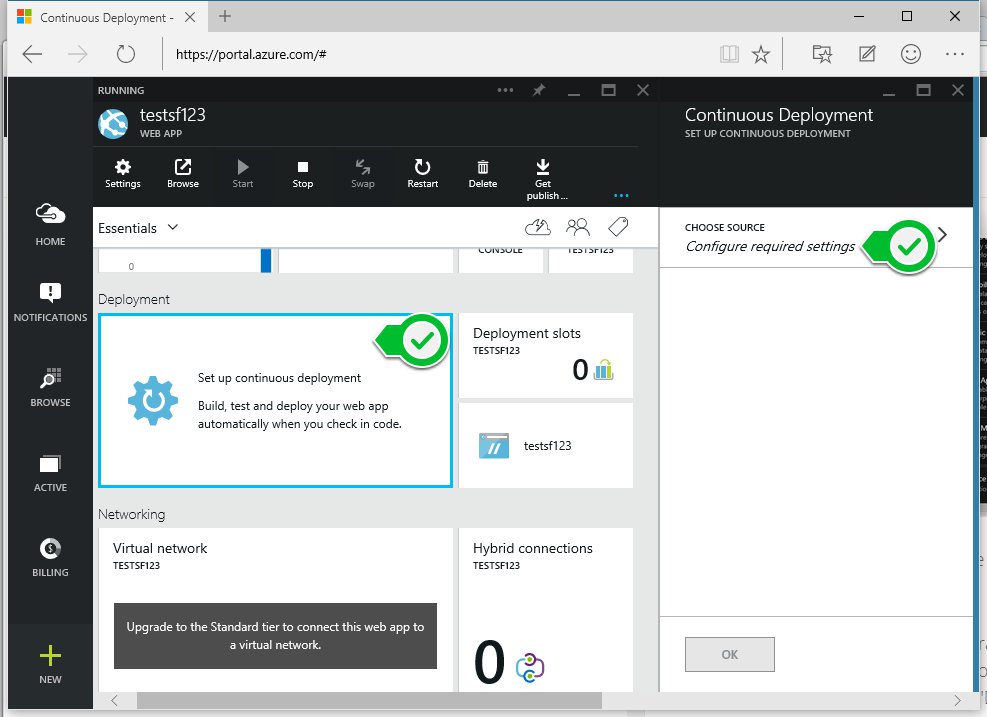 Continuous Deployment -
https://portal.azure.com/#
RUNNING
testsf123
WEB APP
Settings
Browse
Start
Stop
Swap
Restart
Delete
Get
publish...
Essentials
HOME
NOTIFICATIONS
BROWSE
ACTIVE
BILLING
NEW
0
CONSOLE
TESTSF123
Deployment
Set up continuous deployment
Build, test and deploy your web app
automatically when you check in code.
Deployment slots
TESTSF123
0
testsf123
Networking
Virtual network
TESTSF123
Upgrade to the Standard tier to connect this web app to
a virtual network.
Hybrid connections
TESTSF123
0
Continuous Deployment
SET UP CONTINUOUS DEPLOYMENT
CHOOSE SOURCE
Configure required settings
OK